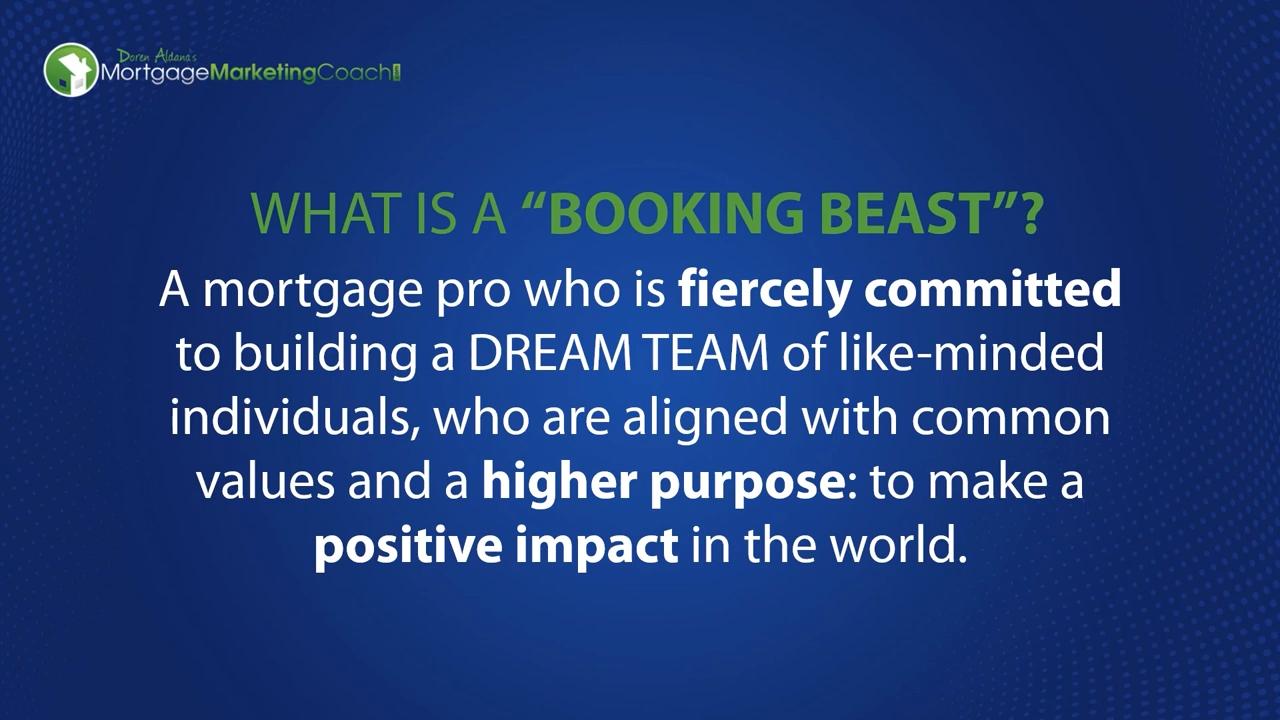 Doren Aldana's
MortgageMarketingCoach
WHAT IS A “BOOKING BEAST”?
A mortgage pro who is fiercely committed
to building a DREAM TEAM of like-minded
individuals, who are aligned with common
values and a higher purpose: to make a
positive impact in the world.